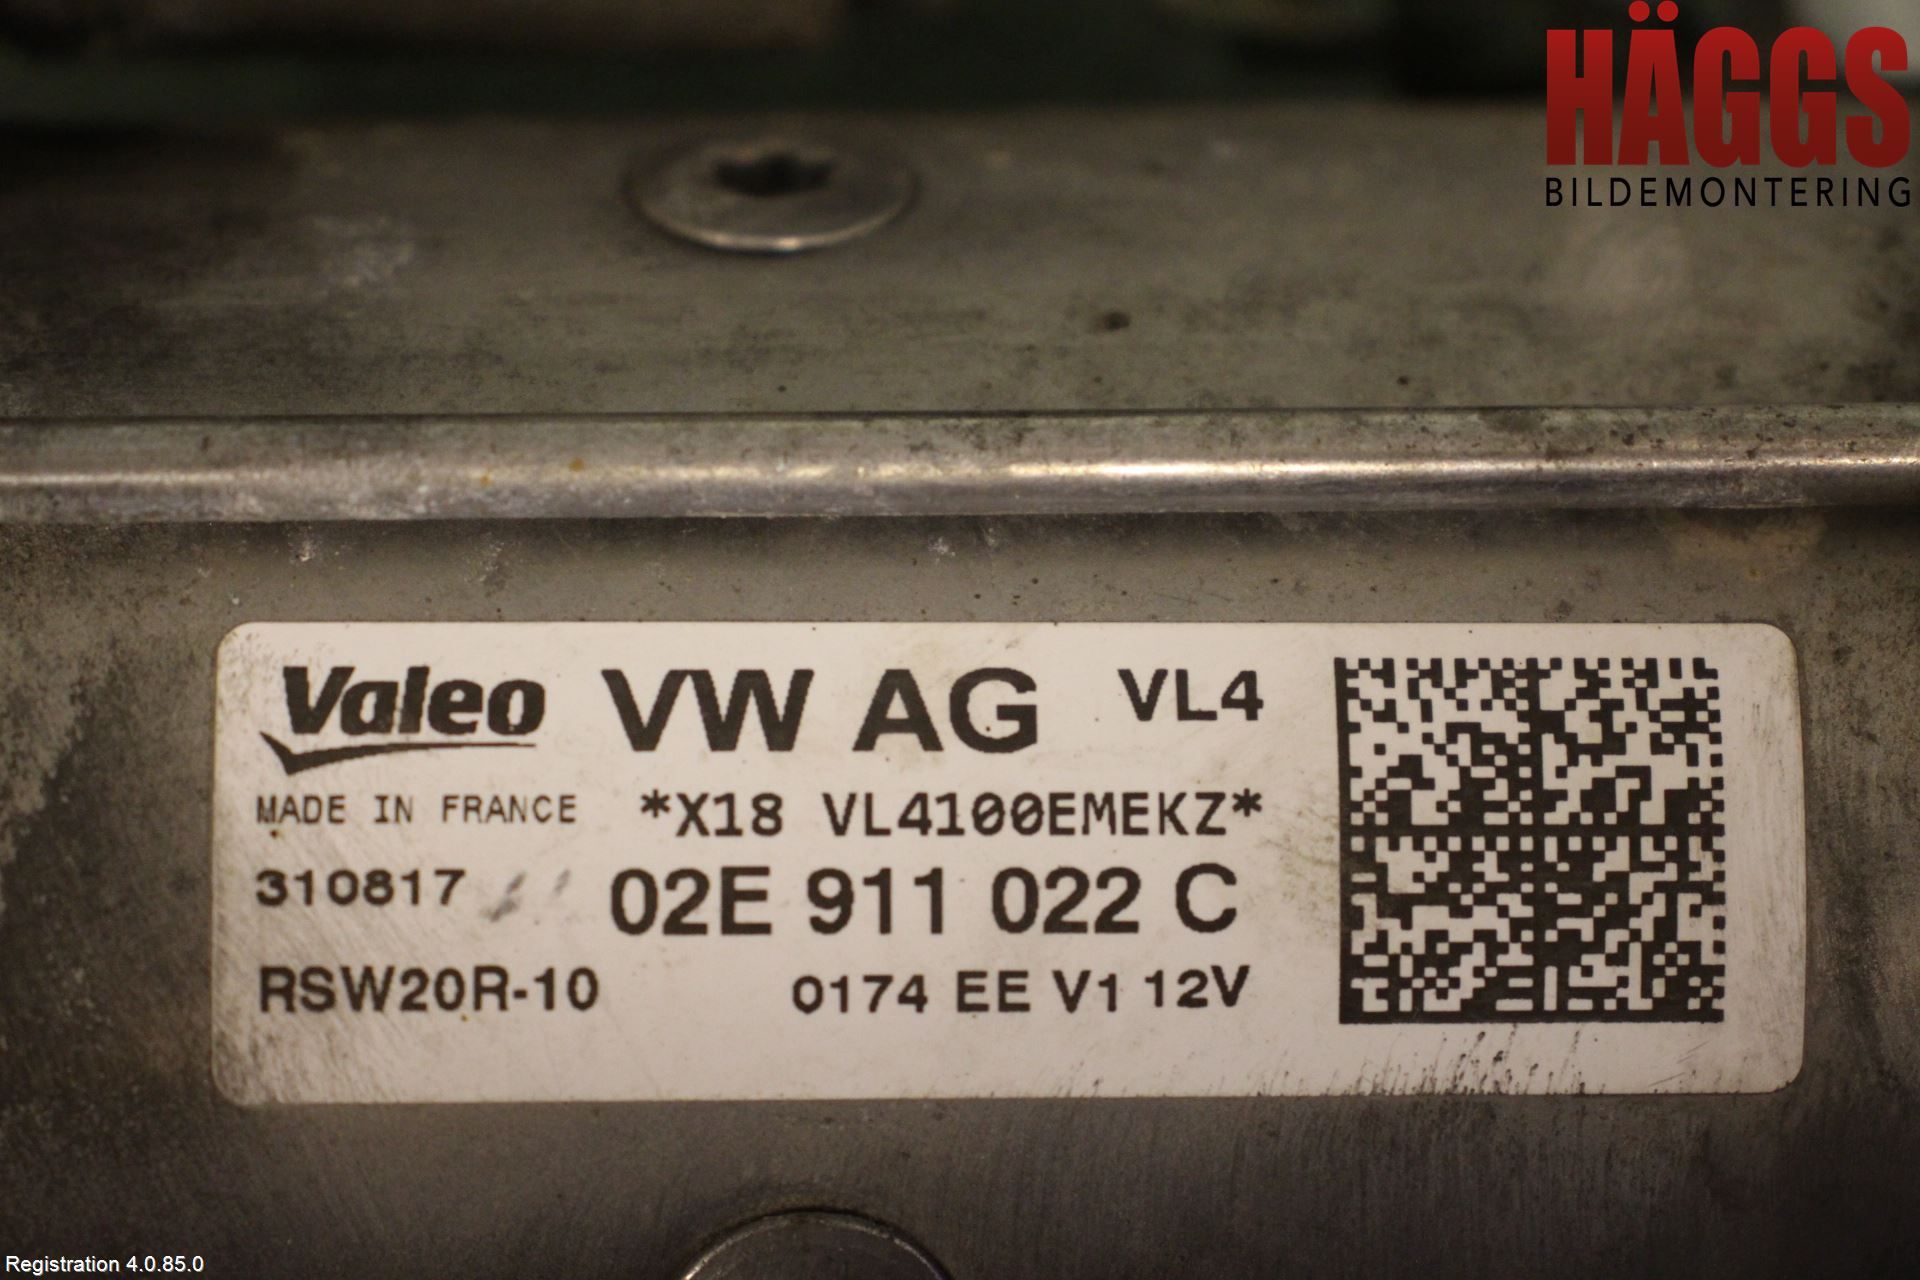 HÄGGS
BILDEMONTERING
Valeo VW AG VL4
MADE IN FRANCE *X18 VL4100EMEKZ*
310817 02E 911 022 C
RSW20R-10 0174 EE V1 12V
Registration 4.0.85.0